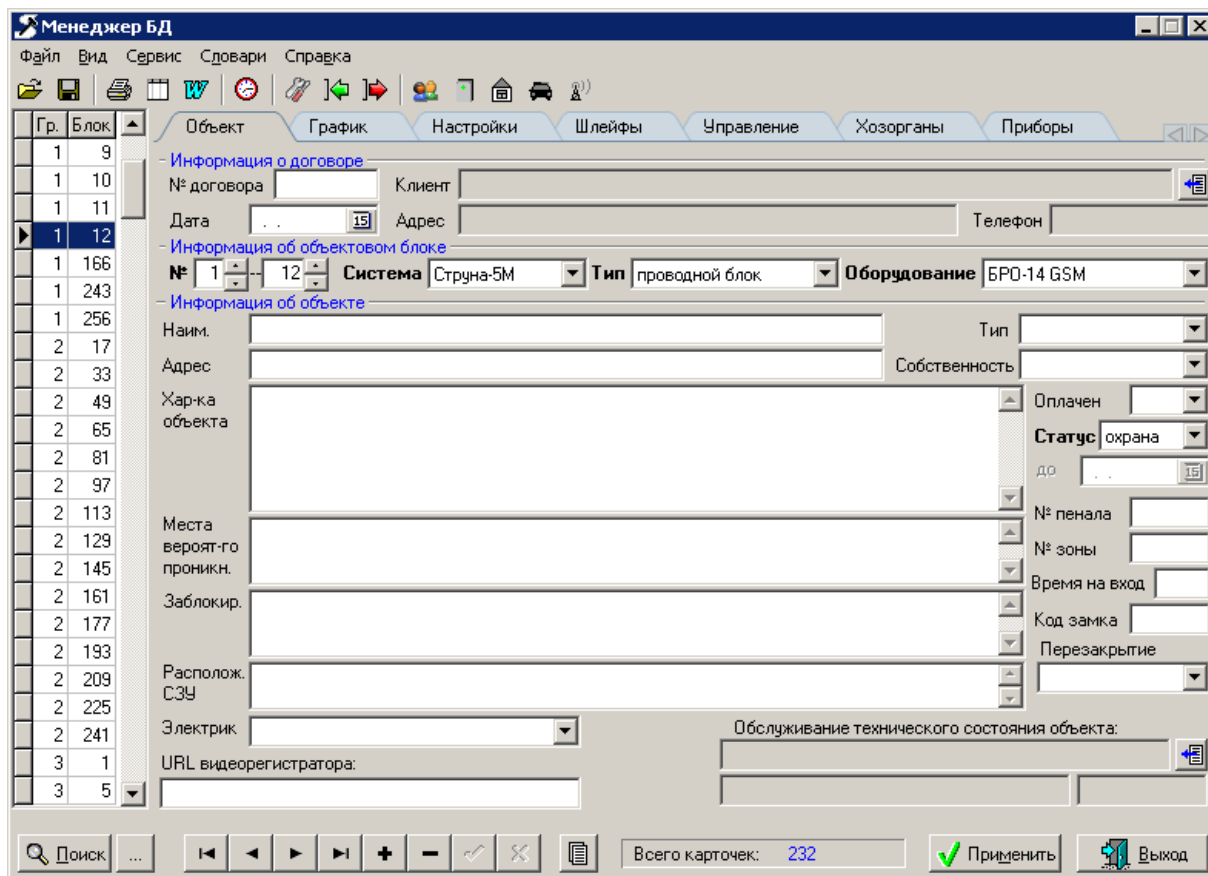 Менеджер БД
Файл Вид Сервис Словари Справка
Гр. Блок
Объект График Настройки Шлейфы Управление Хозорганы Приборы
1 9
1 10
1 11
1 12
1 166
1 243
1 256
2 17
2 33
2 49
2 65
2 81
2 97
2 113
2 129
2 145
2 161
2 177
2 193
2 209
2 225
2 241
3 1
3 5
Информация о договоре
№ договора Клиент
Дата . . 15 Адрес Телефон
Информация об объектовом блоке
№ 1 -- 12 Система Струна-5М Тип проводной блок Оборудование БРО-14 GSM
Информация об объекте
Наим. Тип
Адрес Собственность
Хар-ка
объекта
Оплачен
Статус охрана
до . . 15
Места
вероят-го
проникн.
№ пенала
№ зоны
Время на вход
Заблокир.
Код замка
Перезакрытие
Располож.
СЗУ
Электрик
Обслуживание технического состояния объекта:
URL видеорегистратора:
Поиск ... Всего карточек: 232 Применить Выход